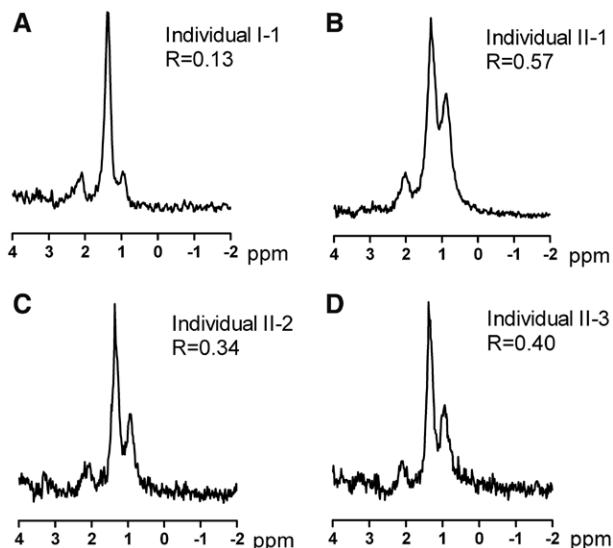 A
Individual I-1
R=0.13
4 3 2 1 0 -1 -2 ppm
B
Individual II-1
R=0.57
4 3 2 1 0 -1 -2 ppm
C
Individual II-2
R=0.34
4 3 2 1 0 -1 -2 ppm
D
Individual II-3
R=0.40
4 3 2 1 0 -1 -2 ppm